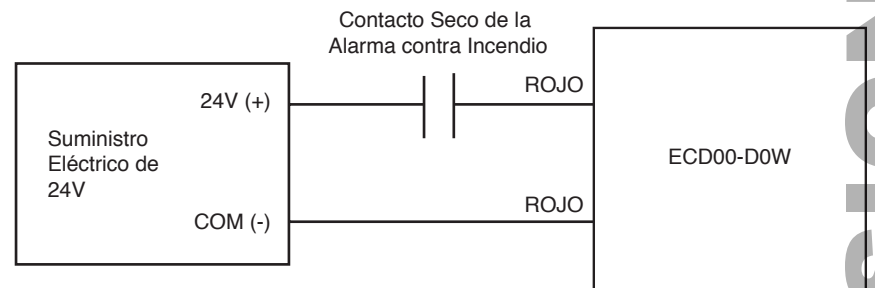 Contacto Seco de la
Alarma contra Incendio
24V (+)
ROJO
Suministro
Eléctrico de
24V
ECD00-D0W
COM (-)
ROJO